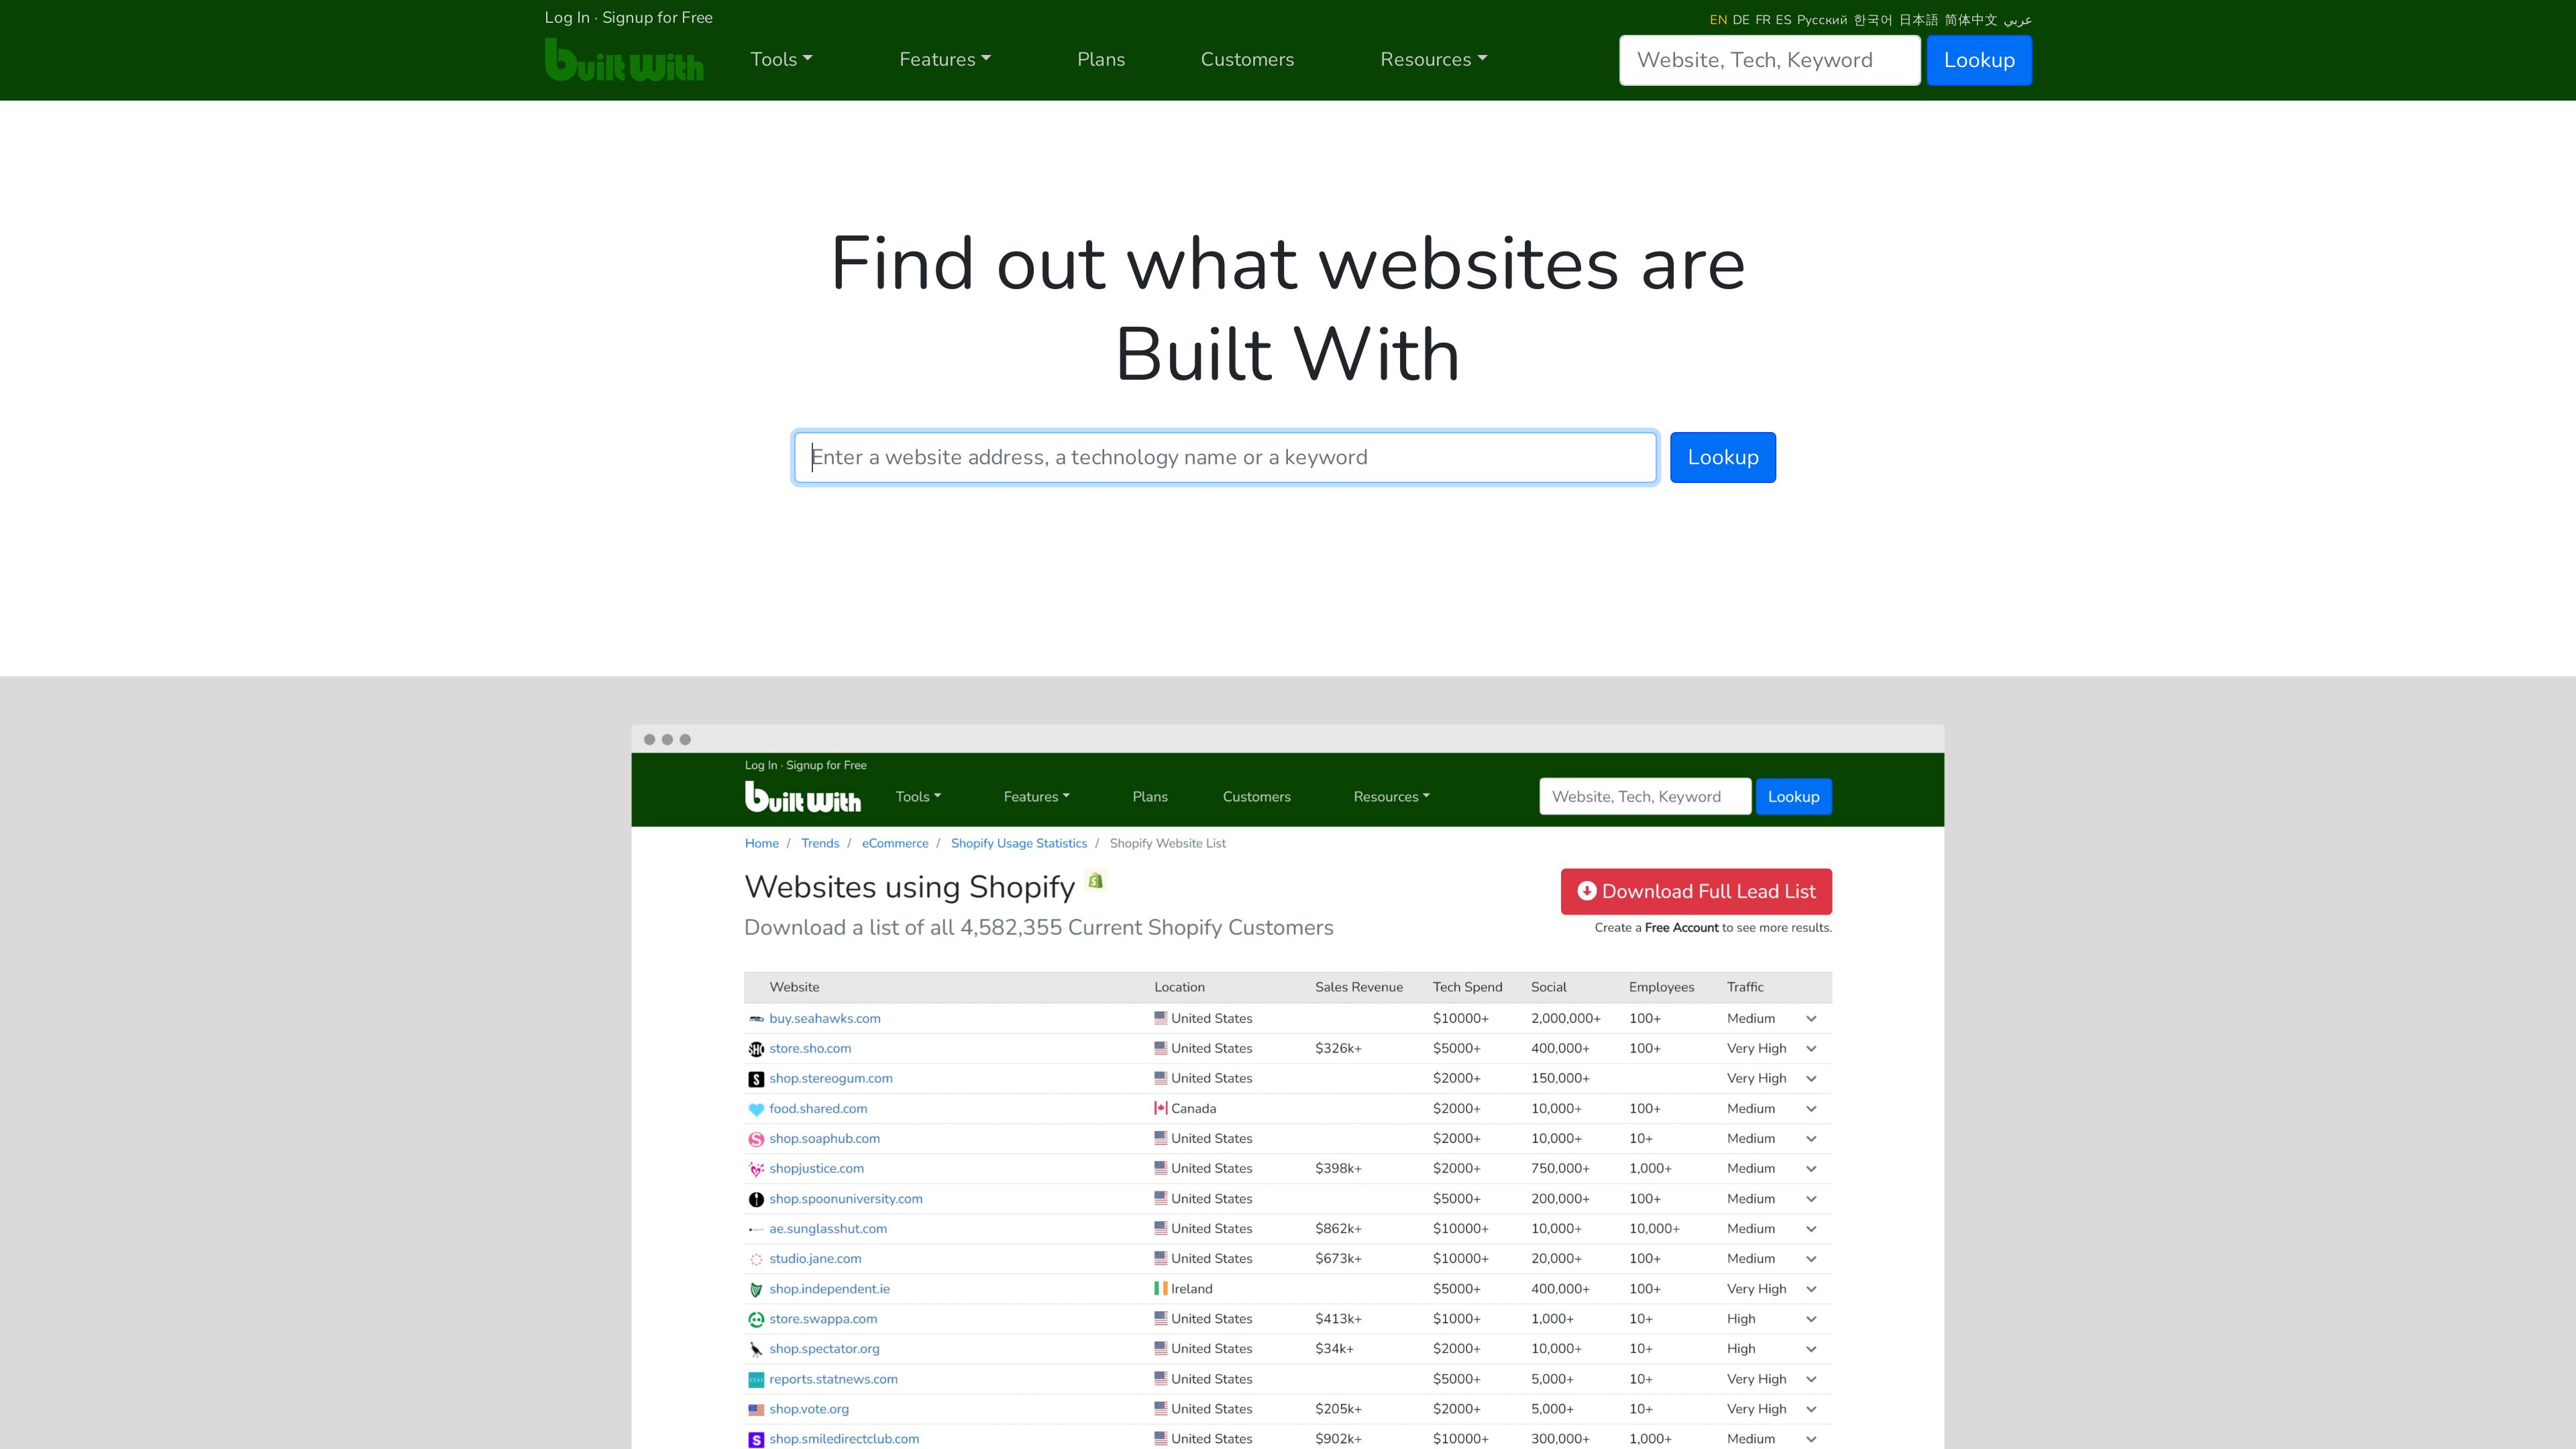 Log In · Signup for Free
EN DE FR ES Русский 한국어 日本語 简体中文 عربي
built With Tools Features Plans Customers Resources Website, Tech, Keyword Lookup
Find out what websites are
Built With
Enter a website address, a technology name or a keyword Lookup
Log In · Signup for Free
built With Tools Features Plans Customers Resources Website, Tech, Keyword Lookup
Home / Trends / eCommerce / Shopify Usage Statistics / Shopify Website List
Websites using Shopify Download Full Lead List
Download a list of all 4,582,355 Current Shopify Customers Create a Free Account to see more results.
Website Location Sales Revenue Tech Spend Social Employees Traffic
buy.seahawks.com United States $10000+ 2,000,000+ 100+ Medium
store.sho.com United States $326k+ $5000+ 400,000+ 100+ Very High
shop.stereogum.com United States $2000+ 150,000+ Very High
food.shared.com Canada $2000+ 10,000+ 100+ Medium
shop.soaphub.com United States $2000+ 10,000+ 10+ Medium
shopjustice.com United States $398k+ $2000+ 750,000+ 1,000+ Medium
shop.spoonuniversity.com United States $5000+ 200,000+ 100+ Medium
ae.sunglasshut.com United States $862k+ $10000+ 10,000+ 10,000+ Medium
studio.jane.com United States $673k+ $10000+ 20,000+ 100+ Medium
shop.independent.ie Ireland $5000+ 400,000+ 100+ Very High
store.swappa.com United States $413k+ $1000+ 1,000+ 10+ High
shop.spectator.org United States $34k+ $2000+ 10,000+ 10+ High
reports.statnews.com United States $5000+ 5,000+ 10+ Very High
shop.vote.org United States $205k+ $2000+ 5,000+ 10+ Very High
shop.smiledirectclub.com United States $902k+ $10000+ 300,000+ 1,000+ Medium